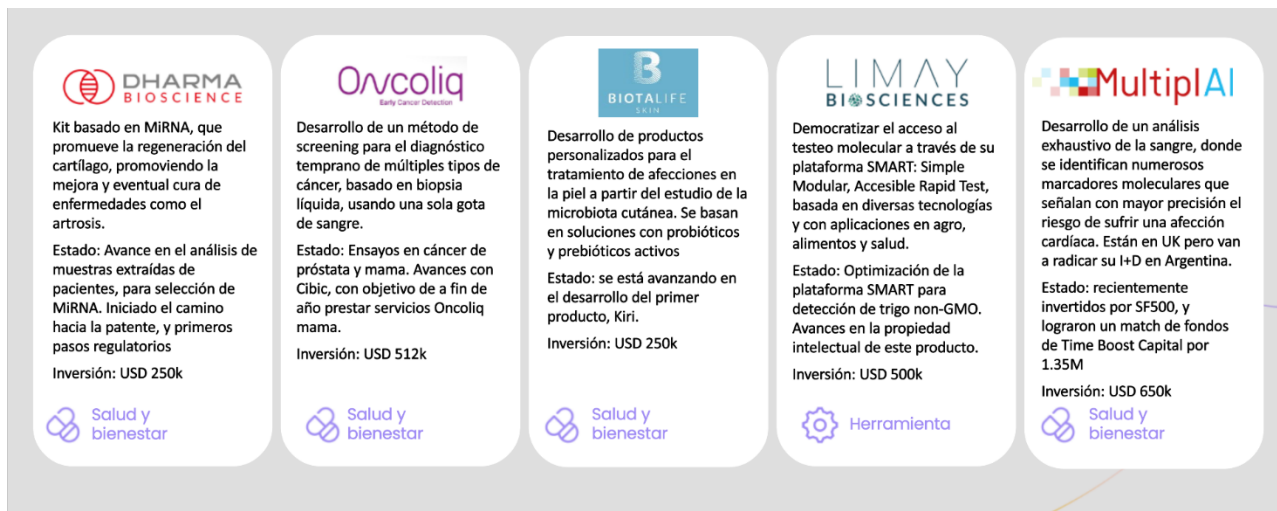 DHARMA
BIOSCIENCE
Kit basado en MiRNA, que
promueve la regeneración del
cartílago, promoviendo la
mejora y eventual cura de
enfermedades como el
artrosis.
Estado: Avance en el análisis de
muestras extraídas de
pacientes, para selección de
MiRNA. Iniciado el camino
hacia la patente, y primeros
pasos regulatorios
Inversión: USD 250k
Salud y
bienestar
Oncoliq
Early Cancer Detection
Desarrollo de un método de
screening para el diagnóstico
temprano de múltiples tipos de
cáncer, basado en biopsia
líquida, usando una sola gota
de sangre.
Estado: Ensayos en cáncer de
próstata y mama. Avances con
Cibic, con objetivo de a fin de
año prestar servicios Oncoliq
mama.
Inversión: USD 512k
Salud y
bienestar
B
BIOTALIFE
SKIN
Desarrollo de productos
personalizados para el
tratamiento de afecciones en
la piel a partir del estudio de la
microbiota cutánea. Se basan
en soluciones con probióticos
y prebióticos activos
Estado: se está avanzando en
el desarrollo del primer
producto, Kiri.
Inversión: USD 250k
Salud y
bienestar
LIMAY
BIOSCIENCES
Democratizar el acceso al
testeo molecular a través de su
plataforma SMART: Simple
Modular, Accesible Rapid Test,
basada en diversas tecnologías
y con aplicaciones en agro,
alimentos y salud.
Estado: Optimización de la
plataforma SMART para
detección de trigo non-GMO.
Avances en la propiedad
intelectual de este producto.
Inversión: USD 500k
Herramienta
MultiplAI
Desarrollo de un análisis
exhaustivo de la sangre, donde
se identifican numerosos
marcadores moleculares que
señalan con mayor precisión el
riesgo de sufrir una afección
cardíaca. Están en UK pero van
a radicar su I+D en Argentina.
Estado: recientemente
invertidos por SF500, y
lograron un match de fondos
de Time Boost Capital por
1.35M
Inversión: USD 650k
Salud y
bienestar